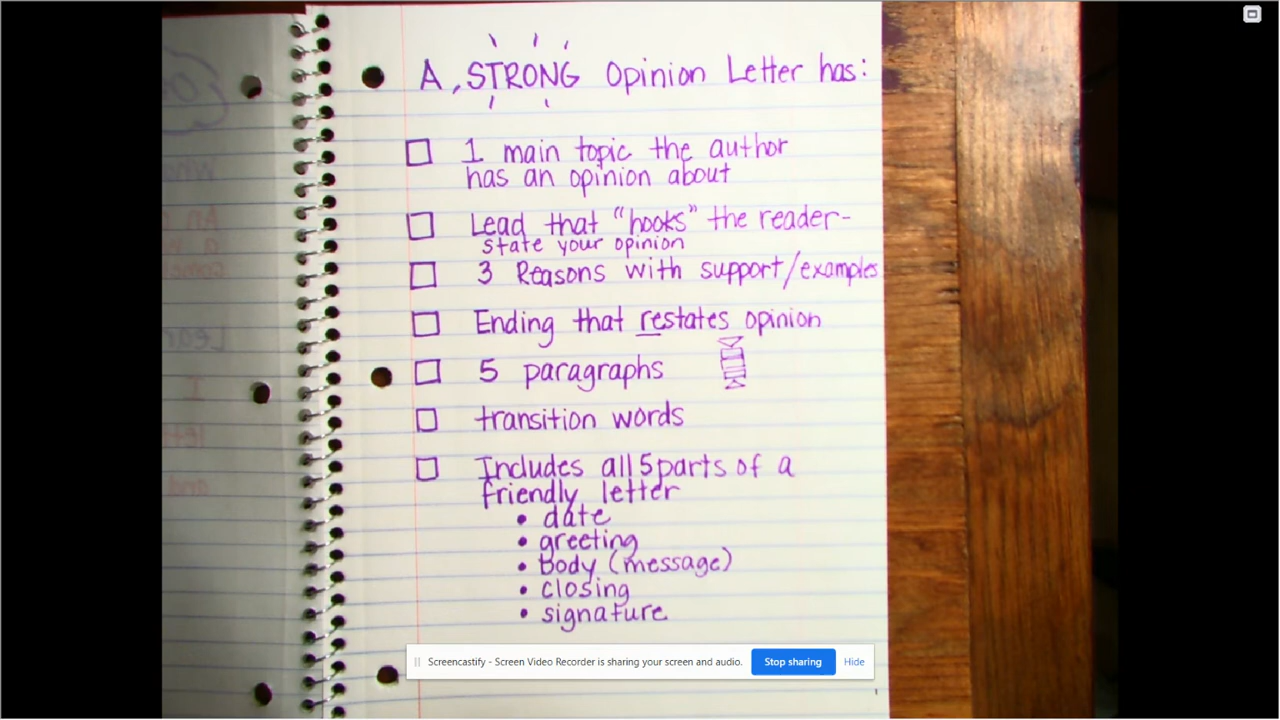 A STRONG Opinion Letter has:
1 main topic the author
has an opinion about
Lead that "hooks" the reader-
state your opinion
3 Reasons with support/examples
Ending that restates opinion
5 paragraphs
transition words
Includes all 5 parts of a
friendly letter
• date
• greeting
• body (message)
• closing
• signature
Screencastify - Screen Video Recorder is sharing your screen and audio. Stop sharing Hide